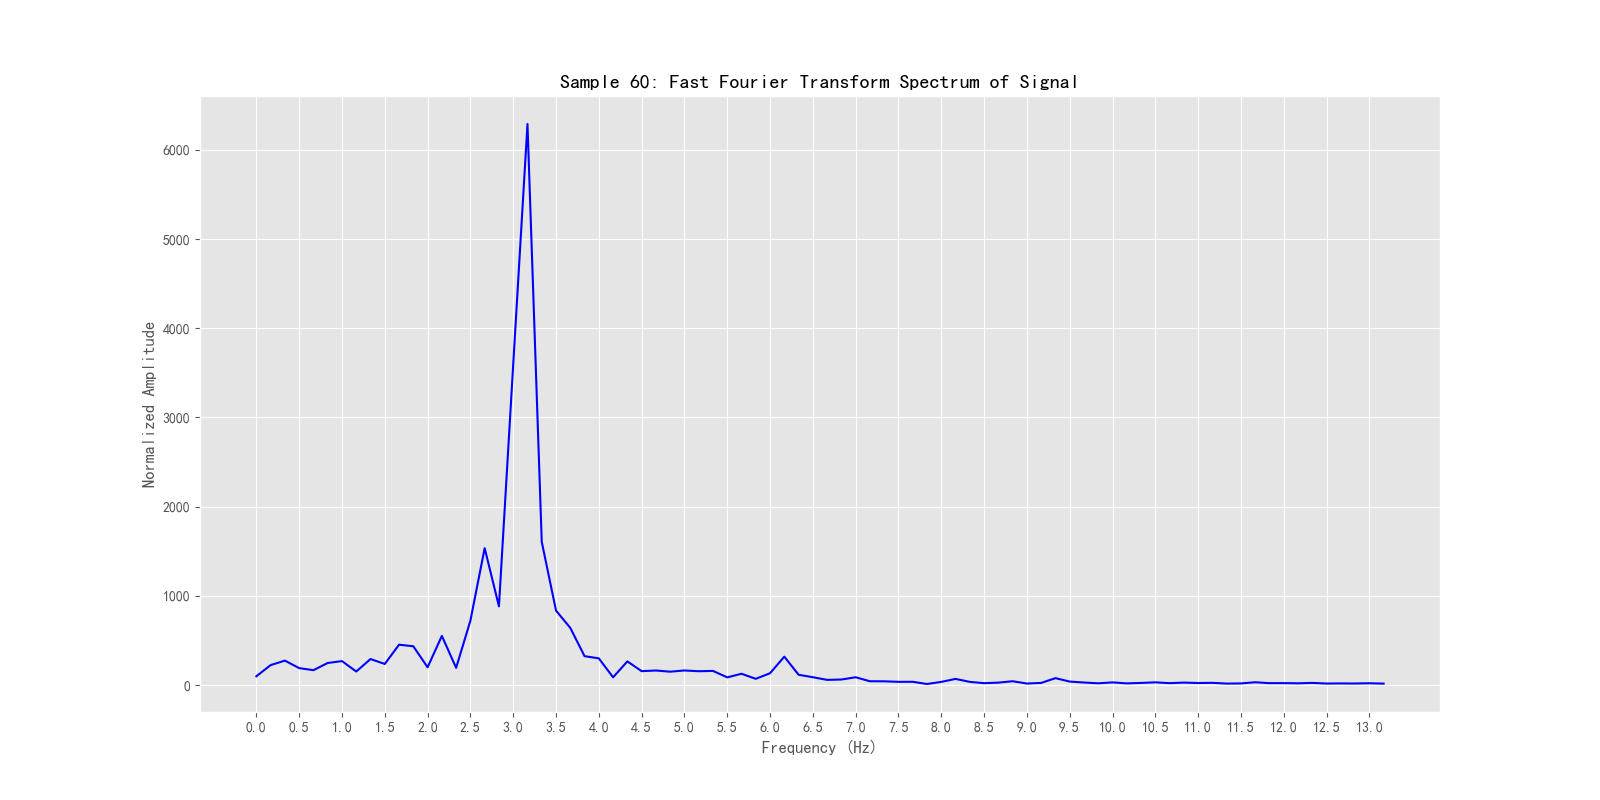 Sample 60: Fast Fourier Transform Spectrum of Signal
Normalized Amplitude
6000
5000
4000
3000
2000
1000
0
0.0 0.5 1.0 1.5 2.0 2.5 3.0 3.5 4.0 4.5 5.0 5.5 6.0 6.5 7.0 7.5 8.0 8.5 9.0 9.5 10.0 10.5 11.0 11.5 12.0 12.5 13.0
Frequency (Hz)